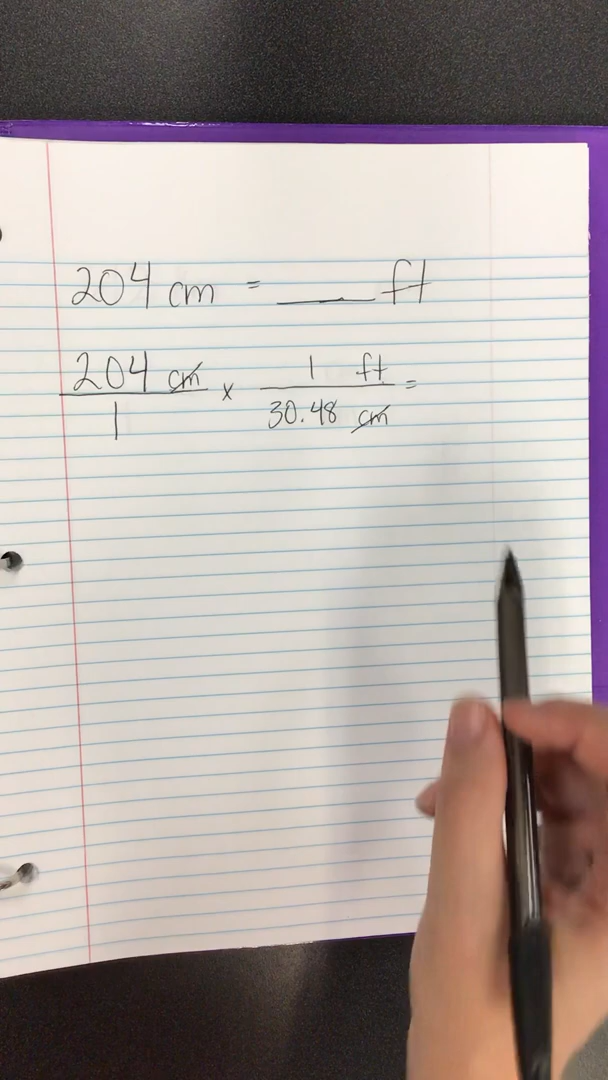 204 cm = ___ ft
204 cm / 1 x 1 ft / 30.48 cm =